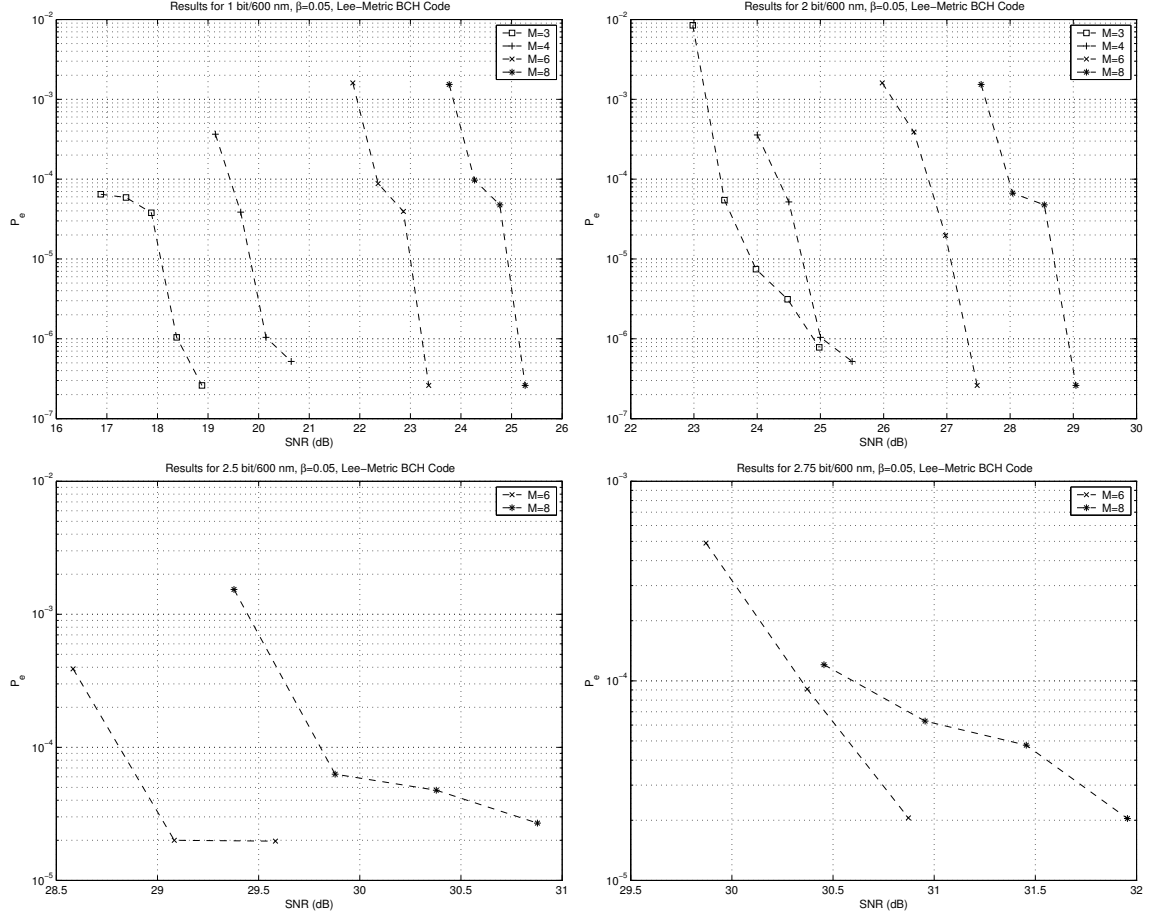 Results for 1 bit/600 nm, β=0.05, Lee−Metric BCH Code
10⁻²
10⁻³
10⁻⁴
10⁻⁵
10⁻⁶
10⁻⁷
P_e
M=3
M=4
M=6
M=8
16 17 18 19 20 21 22 23 24 25 26
SNR (dB)
Results for 2 bit/600 nm, β=0.05, Lee−Metric BCH Code
10⁻²
10⁻³
10⁻⁴
10⁻⁵
10⁻⁶
10⁻⁷
P_e
M=3
M=4
M=6
M=8
22 23 24 25 26 27 28 29 30
SNR (dB)
Results for 2.5 bit/600 nm, β=0.05, Lee−Metric BCH Code
10⁻²
10⁻³
10⁻⁴
10⁻⁵
P_e
M=6
M=8
28.5 29 29.5 30 30.5 31
SNR (dB)
Results for 2.75 bit/600 nm, β=0.05, Lee−Metric BCH Code
10⁻³
10⁻⁴
10⁻⁵
P_e
M=6
M=8
29.5 30 30.5 31 31.5 32
SNR (dB)